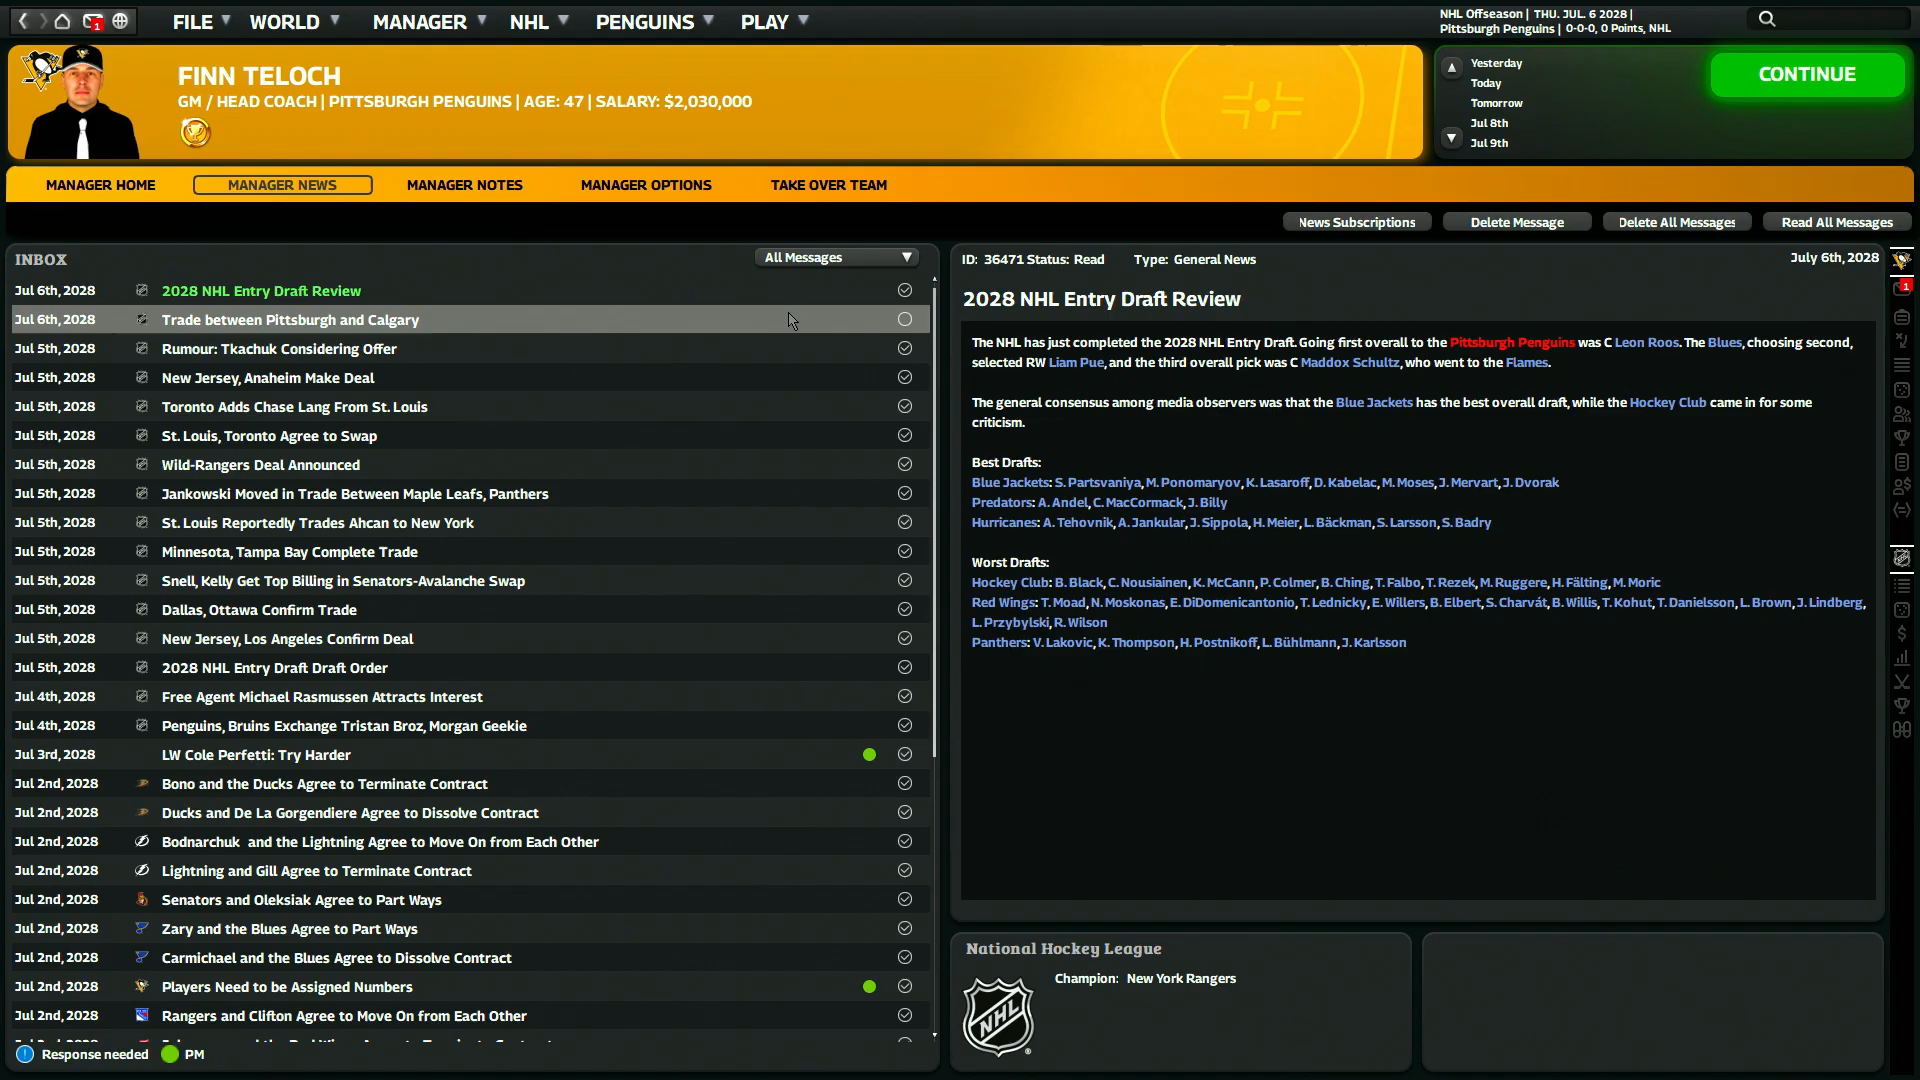 FILE WORLD MANAGER NHL PENGUINS PLAY
1
NHL Offseason | THU. JUL. 6 2028 |
Pittsburgh Penguins | 0-0-0, 0 Points, NHL
FINN TELOCH
GM / HEAD COACH | PITTSBURGH PENGUINS | AGE: 47 | SALARY: $2,030,000
Yesterday
Today
Tomorrow
Jul 8th
Jul 9th
CONTINUE
MANAGER HOME MANAGER NEWS MANAGER NOTES MANAGER OPTIONS TAKE OVER TEAM
News Subscriptions Delete Message Delete All Messages Read All Messages
INBOX All Messages
Jul 6th, 2028 2028 NHL Entry Draft Review
Jul 6th, 2028 Trade between Pittsburgh and Calgary
Jul 5th, 2028 Rumour: Tkachuk Considering Offer
Jul 5th, 2028 New Jersey, Anaheim Make Deal
Jul 5th, 2028 Toronto Adds Chase Lang From St. Louis
Jul 5th, 2028 St. Louis, Toronto Agree to Swap
Jul 5th, 2028 Wild-Rangers Deal Announced
Jul 5th, 2028 Jankowski Moved in Trade Between Maple Leafs, Panthers
Jul 5th, 2028 St. Louis Reportedly Trades Ahcan to New York
Jul 5th, 2028 Minnesota, Tampa Bay Complete Trade
Jul 5th, 2028 Snell, Kelly Get Top Billing in Senators-Avalanche Swap
Jul 5th, 2028 Dallas, Ottawa Confirm Trade
Jul 5th, 2028 New Jersey, Los Angeles Confirm Deal
Jul 5th, 2028 2028 NHL Entry Draft Draft Order
Jul 4th, 2028 Free Agent Michael Rasmussen Attracts Interest
Jul 4th, 2028 Penguins, Bruins Exchange Tristan Broz, Morgan Geekie
Jul 3rd, 2028 LW Cole Perfetti: Try Harder
Jul 2nd, 2028 Bono and the Ducks Agree to Terminate Contract
Jul 2nd, 2028 Ducks and De La Gorgendiere Agree to Dissolve Contract
Jul 2nd, 2028 Bodnarchuk and the Lightning Agree to Move On from Each Other
Jul 2nd, 2028 Lightning and Gill Agree to Terminate Contract
Jul 2nd, 2028 Senators and Oleksiak Agree to Part Ways
Jul 2nd, 2028 Zary and the Blues Agree to Part Ways
Jul 2nd, 2028 Carmichael and the Blues Agree to Dissolve Contract
Jul 2nd, 2028 Players Need to be Assigned Numbers
Jul 2nd, 2028 Rangers and Clifton Agree to Move On from Each Other
Response needed PM
ID: 36471 Status: Read Type: General News July 6th, 2028
1
2028 NHL Entry Draft Review
The NHL has just completed the 2028 NHL Entry Draft. Going first overall to the Pittsburgh Penguins was C Leon Roos. The Blues, choosing second,
selected RW Liam Pue, and the third overall pick was C Maddox Schultz, who went to the Flames.
The general consensus among media observers was that the Blue Jackets has the best overall draft, while the Hockey Club came in for some
criticism.
Best Drafts:
Blue Jackets: S. Partsvaniya, M. Ponomaryov, K. Lasaroff, D. Kabelac, M. Moses, J. Mervart, J. Dvorak
Predators: A. Andel, C. MacCormack, J. Billy
Hurricanes: A. Tehovnik, A. Jankular, J. Sippola, H. Meier, L. Bäckman, S. Larsson, S. Badry
Worst Drafts:
Hockey Club: B. Black, C. Nousiainen, K. McCann, P. Colmer, B. Ching, T. Falbo, T. Rezek, M. Ruggere, H. Fälting, M. Moric
Red Wings: T. Moad, N. Moskonas, E. DiDomenicantonio, T. Lednicky, E. Willers, B. Elbert, S. Charvát, B. Willis, T. Kohut, T. Danielsson, L. Brown, J. Lindberg,
L. Przybylski, R. Wilson
Panthers: V. Lakovic, K. Thompson, H. Postnikoff, L. Bühlmann, J. Karlsson
National Hockey League
Champion: New York Rangers
NHL